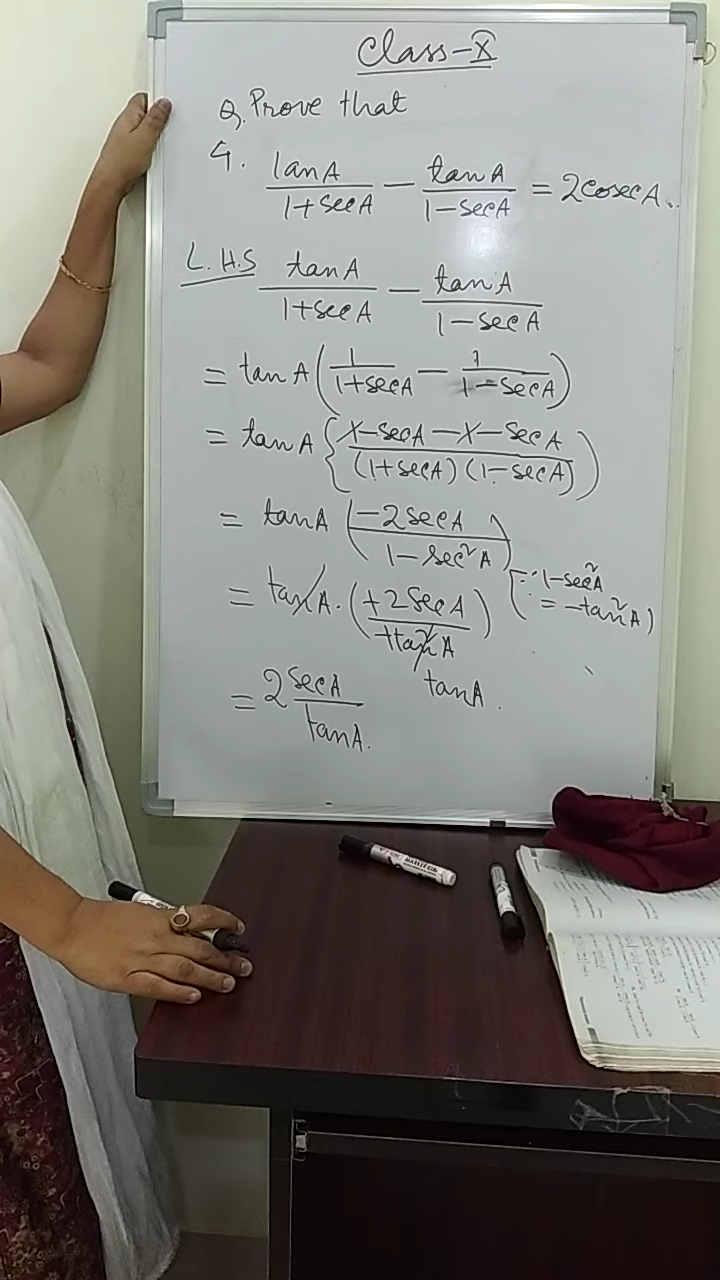 Class-X
Q. Prove that
4. tanA/(1+secA) − tanA/(1−secA) = 2cosecA.
L.H.S tanA/(1+secA) − tanA/(1−secA)
= tanA (1/(1+secA) − 1/(1−secA))
= tanA {(1−secA−1−secA)/((1+secA)(1−secA))}
= tanA (−2secA/(1−sec²A))
= tanA · (+2secA/+tan²A) [∵ 1−sec²A
= −tan²A)
tanA.
= 2 secA/tanA.
MARKER